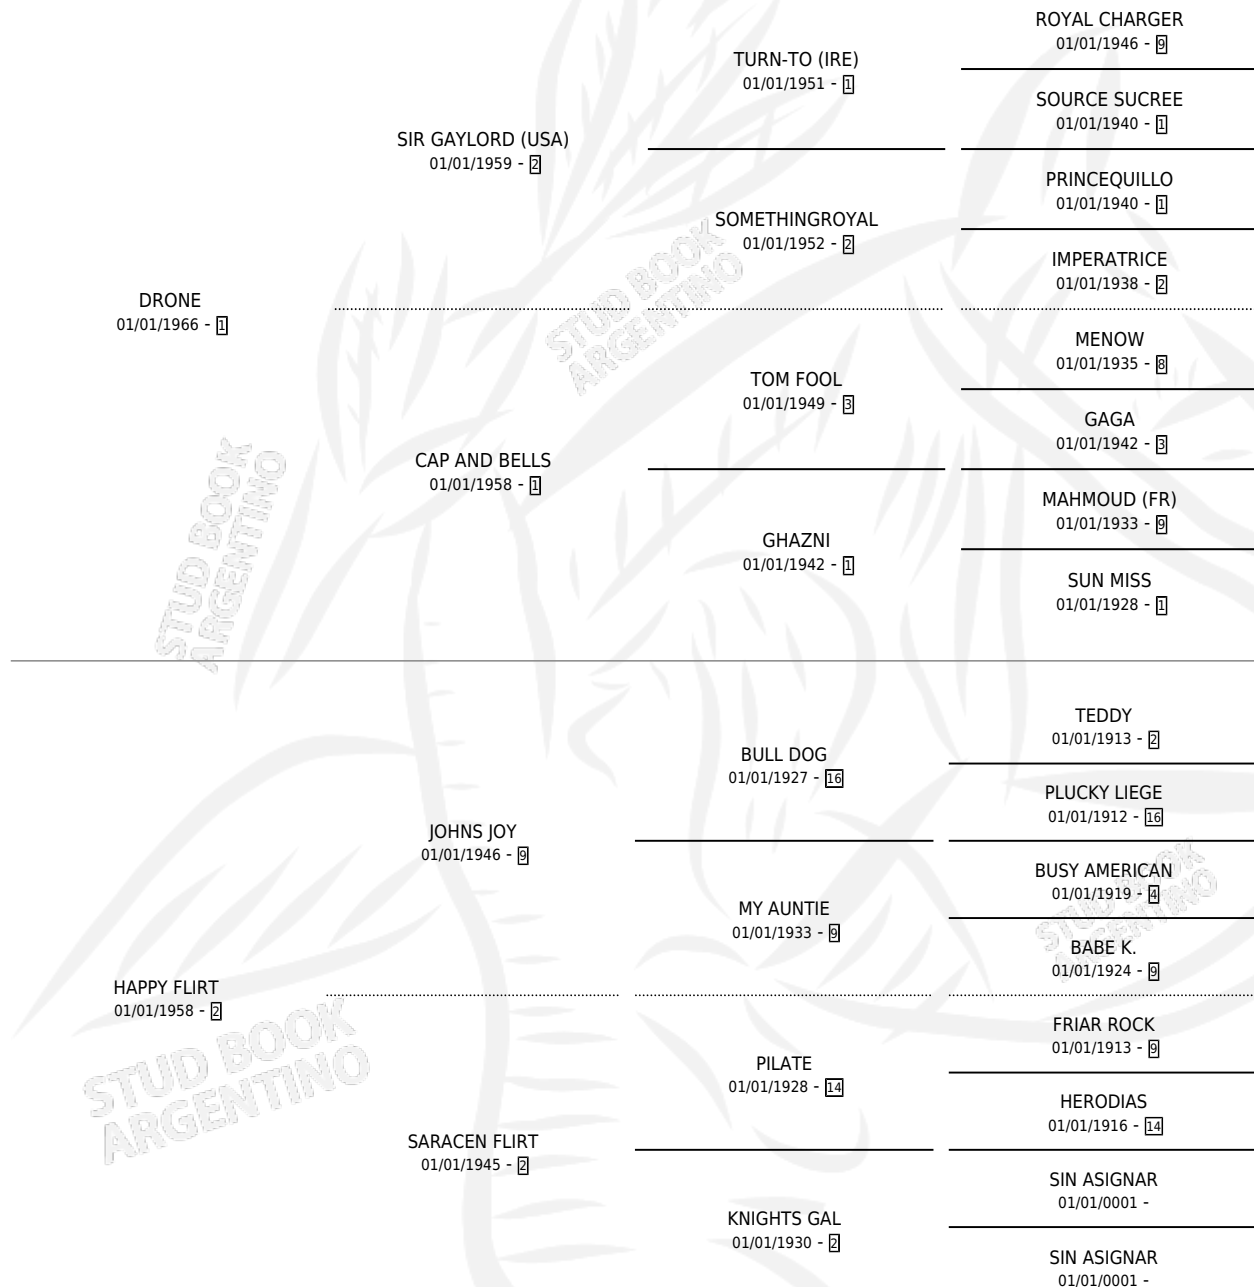 ROYAL CHARGER
01/01/1946 - 9
TURN-TO (IRE)
01/01/1951 - 1
SOURCE SUCREE
01/01/1940 - 1
SIR GAYLORD (USA)
01/01/1959 - 2
PRINCEQUILLO
01/01/1940 - 1
SOMETHINGROYAL
01/01/1952 - 2
IMPERATRICE
01/01/1938 - 2
DRONE
01/01/1966 - 1
MENOW
01/01/1935 - 8
TOM FOOL
01/01/1949 - 3
GAGA
01/01/1942 - 3
CAP AND BELLS
01/01/1958 - 1
MAHMOUD (FR)
01/01/1933 - 9
GHAZNI
01/01/1942 - 1
SUN MISS
01/01/1928 - 1
TEDDY
01/01/1913 - 2
BULL DOG
01/01/1927 - 16
PLUCKY LIEGE
01/01/1912 - 16
JOHNS JOY
01/01/1946 - 9
BUSY AMERICAN
01/01/1919 - 4
MY AUNTIE
01/01/1933 - 9
BABE K.
01/01/1924 - 9
HAPPY FLIRT
01/01/1958 - 2
FRIAR ROCK
01/01/1913 - 9
PILATE
01/01/1928 - 14
HERODIAS
01/01/1916 - 14
SARACEN FLIRT
01/01/1945 - 2
SIN ASIGNAR
01/01/0001 -
KNIGHTS GAL
01/01/1930 - 2
SIN ASIGNAR
01/01/0001 -
STUD BOOK
ARGENTINO
STUD BOOK
ARGENTINO
STUD BOOK
ARGENTINO
STUD BOOK
ARGENTINO